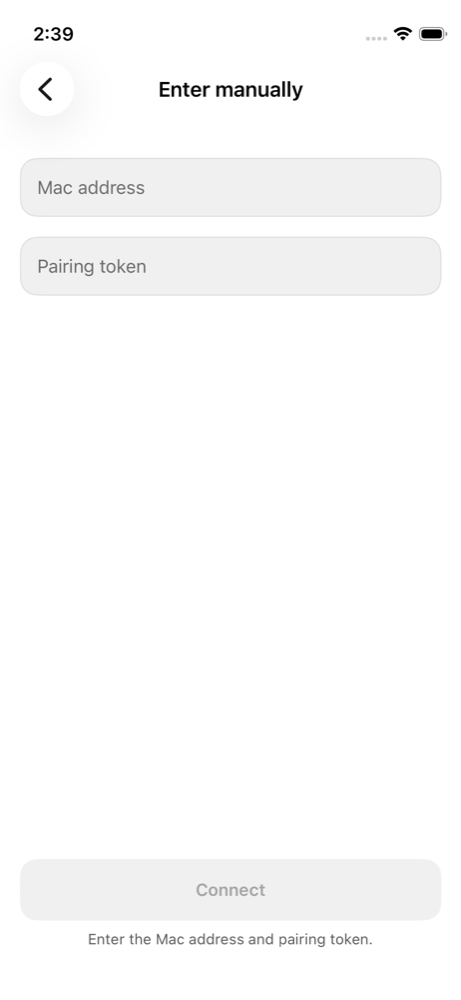 2:39
Enter manually
Mac address
Pairing token
Connect
Enter the Mac address and pairing token.